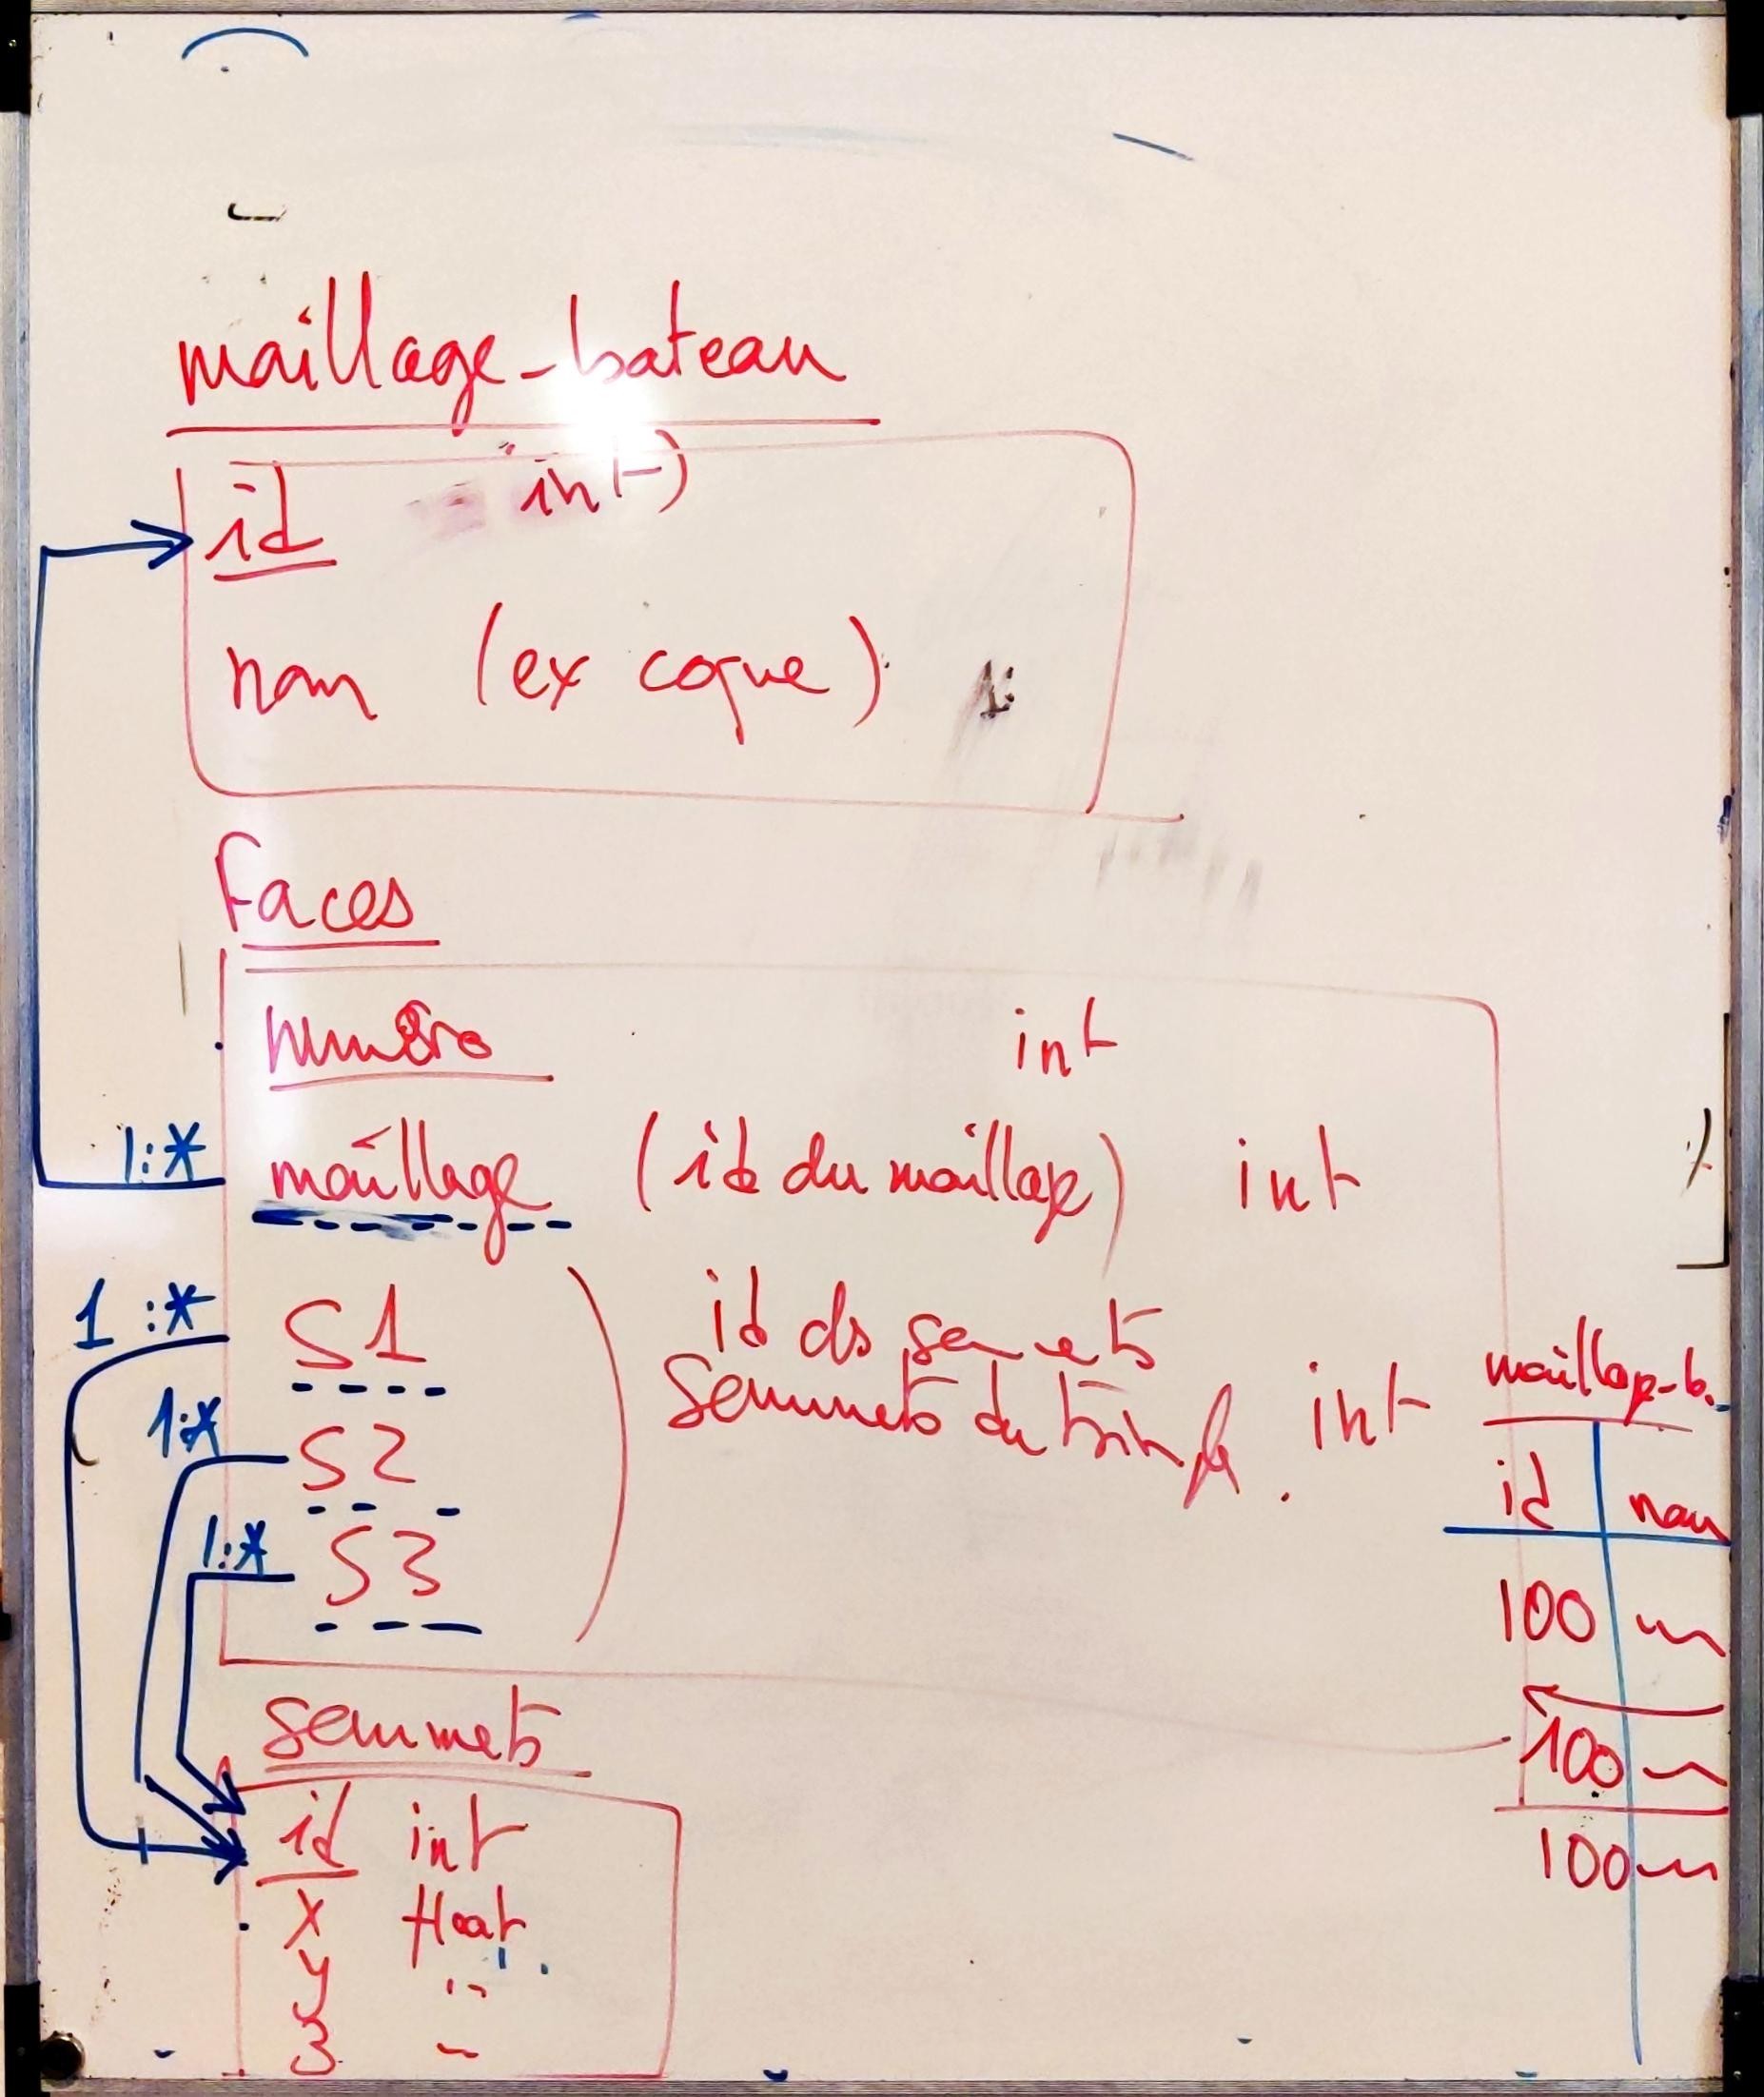 maillage-bateau
id int
nom (ex coque)
Faces
numéro int
1:* maillage (id du maillage) int
1:* S1 id ds sommets
sommets du triangle. int
1:* S2
1:* S3
sommets
id int
x float
y "
z
maillage-b.
id nom
100
100
100